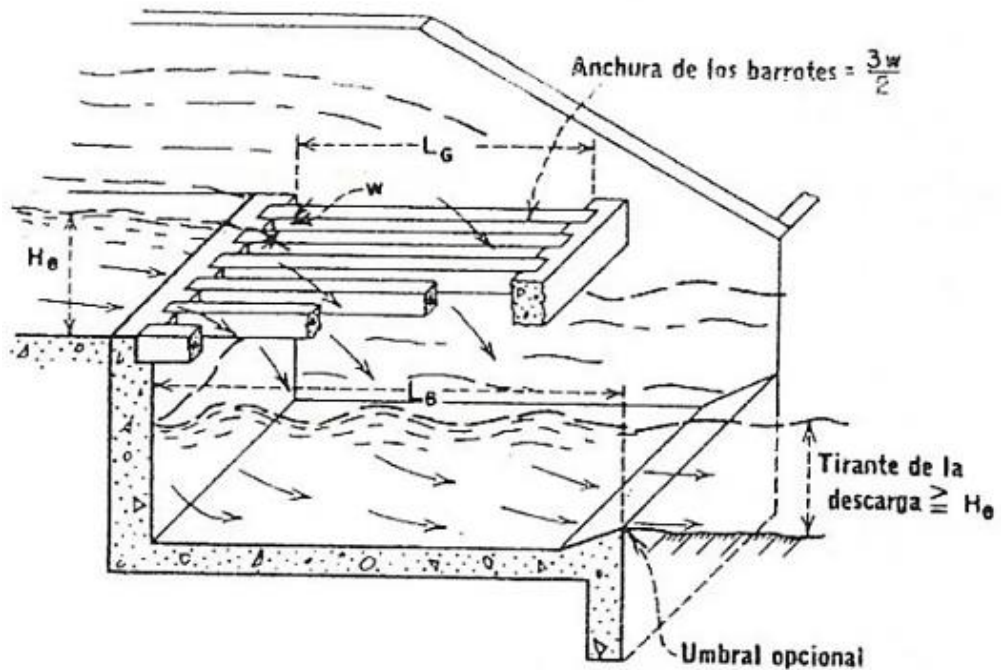 Anchura de los barrotes = 3w/2
L_G
w
H_e
L_B
Tirante de la
descarga ≧ H_e
Umbral opcional